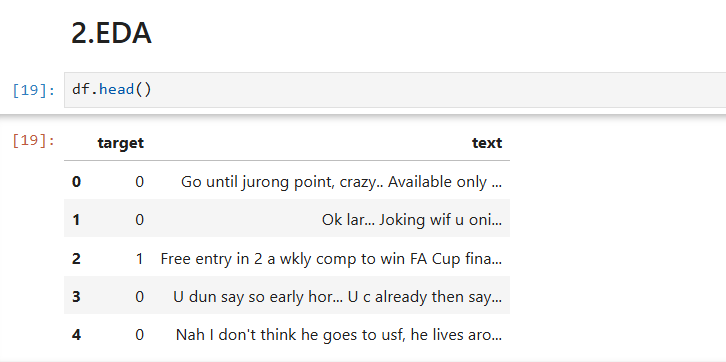 2.EDA
[19]: df.head()
[19]: target text
0 0 Go until jurong point, crazy.. Available only ...
1 0 Ok lar... Joking wif u oni...
2 1 Free entry in 2 a wkly comp to win FA Cup fina...
3 0 U dun say so early hor... U c already then say...
4 0 Nah I don't think he goes to usf, he lives aro...